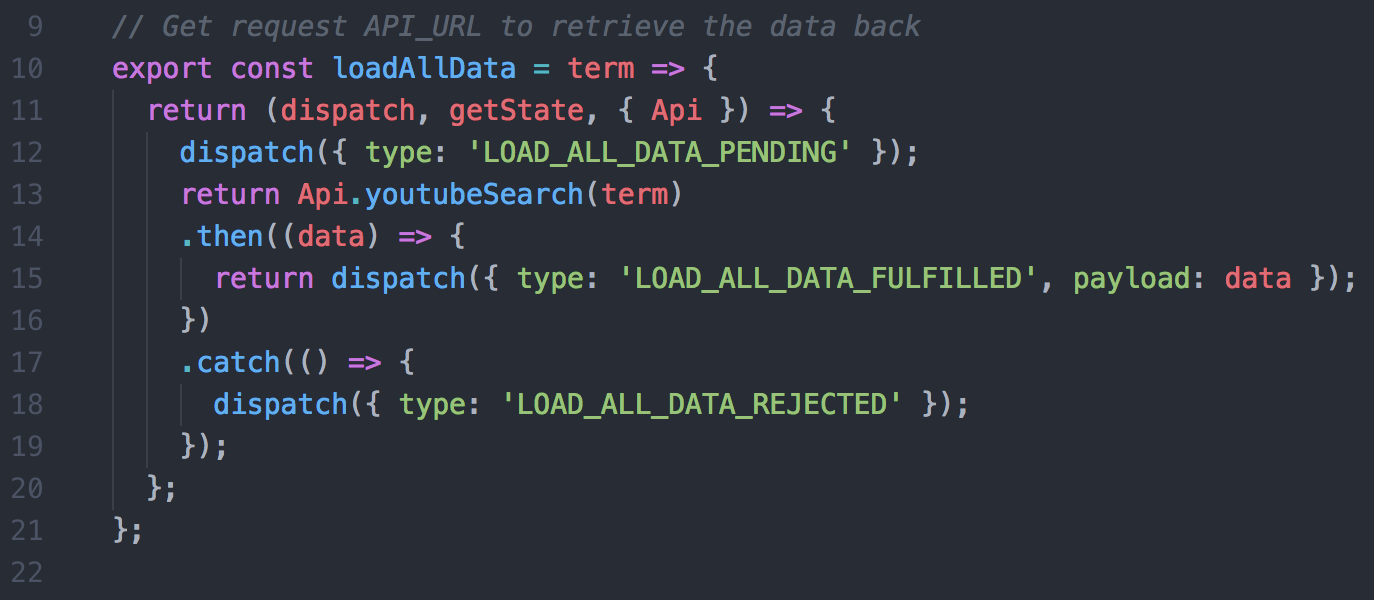 9 // Get request API_URL to retrieve the data back
10 export const loadAllData = term => {
11   return (dispatch, getState, { Api }) => {
12     dispatch({ type: 'LOAD_ALL_DATA_PENDING' });
13     return Api.youtubeSearch(term)
14     .then((data) => {
15       return dispatch({ type: 'LOAD_ALL_DATA_FULFILLED', payload: data });
16     })
17     .catch(() => {
18       dispatch({ type: 'LOAD_ALL_DATA_REJECTED' });
19     });
20   };
21 };
22